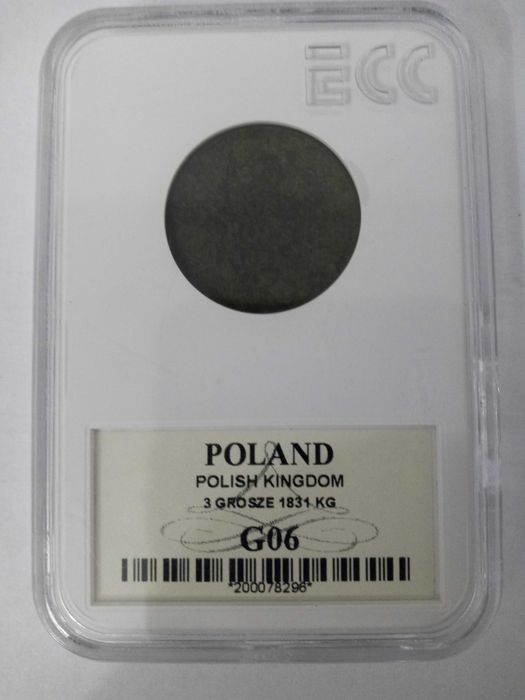 ECC
POLAND
POLISH KINGDOM
3 GROSZE 1831 KG
G06
*200078296*